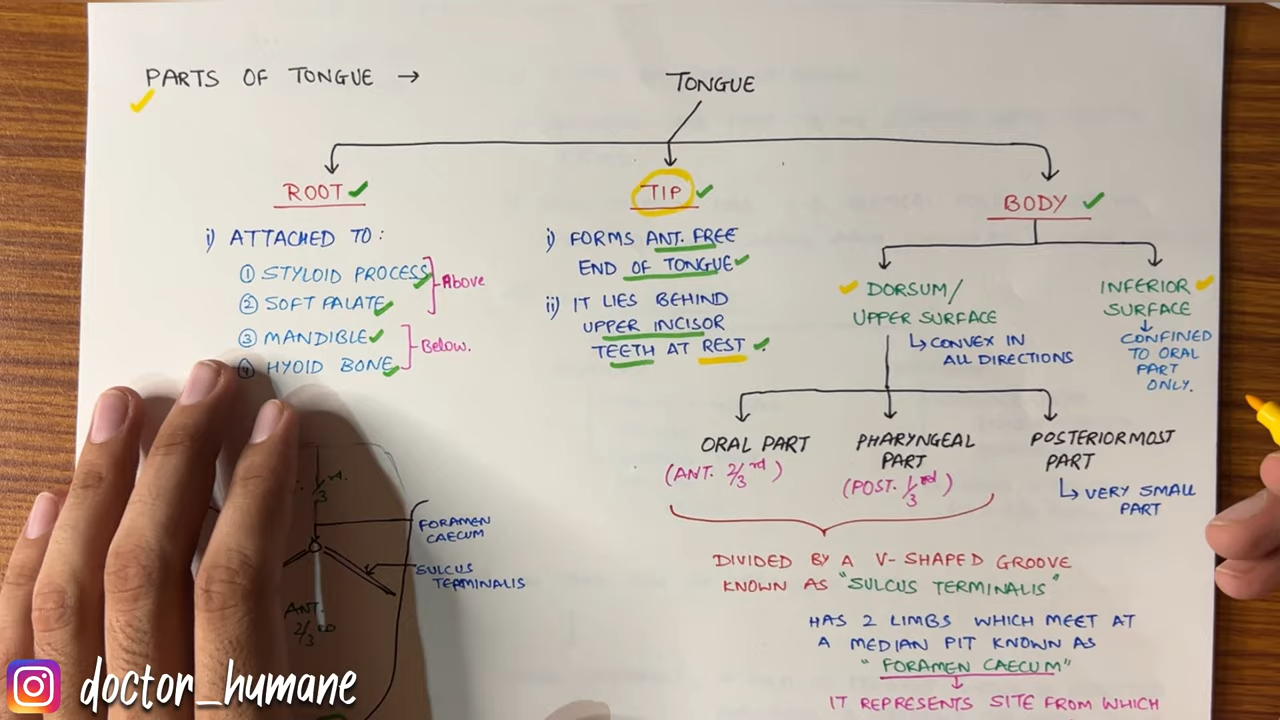 PARTS OF TONGUE →
TONGUE
ROOT
i) ATTACHED TO:
① STYLOID PROCESS
② SOFT PALATE
Above
③ MANDIBLE
④ HYOID BONE
Below.
TIP
i) FORMS ANT. FREE
END OF TONGUE
ii) IT LIES BEHIND
UPPER INCISOR
TEETH AT REST.
BODY
DORSUM/
UPPER SURFACE
CONVEX IN
ALL DIRECTIONS
INFERIOR
SURFACE
CONFINED
TO ORAL
PART
ONLY.
ORAL PART
(ANT. 2/3rd)
PHARYNGEAL
PART
(POST. 1/3rd)
POSTERIORMOST
PART
VERY SMALL
PART
DIVIDED BY A V-SHAPED GROOVE
KNOWN AS "SULCUS TERMINALIS"
HAS 2 LIMBS WHICH MEET AT
A MEDIAN PIT KNOWN AS
"FORAMEN CAECUM"
IT REPRESENTS SITE FROM WHICH
1/3rd.
FORAMEN
CAECUM
SULCUS
TERMINALIS
ANT.
2/3rd
doctor_humane